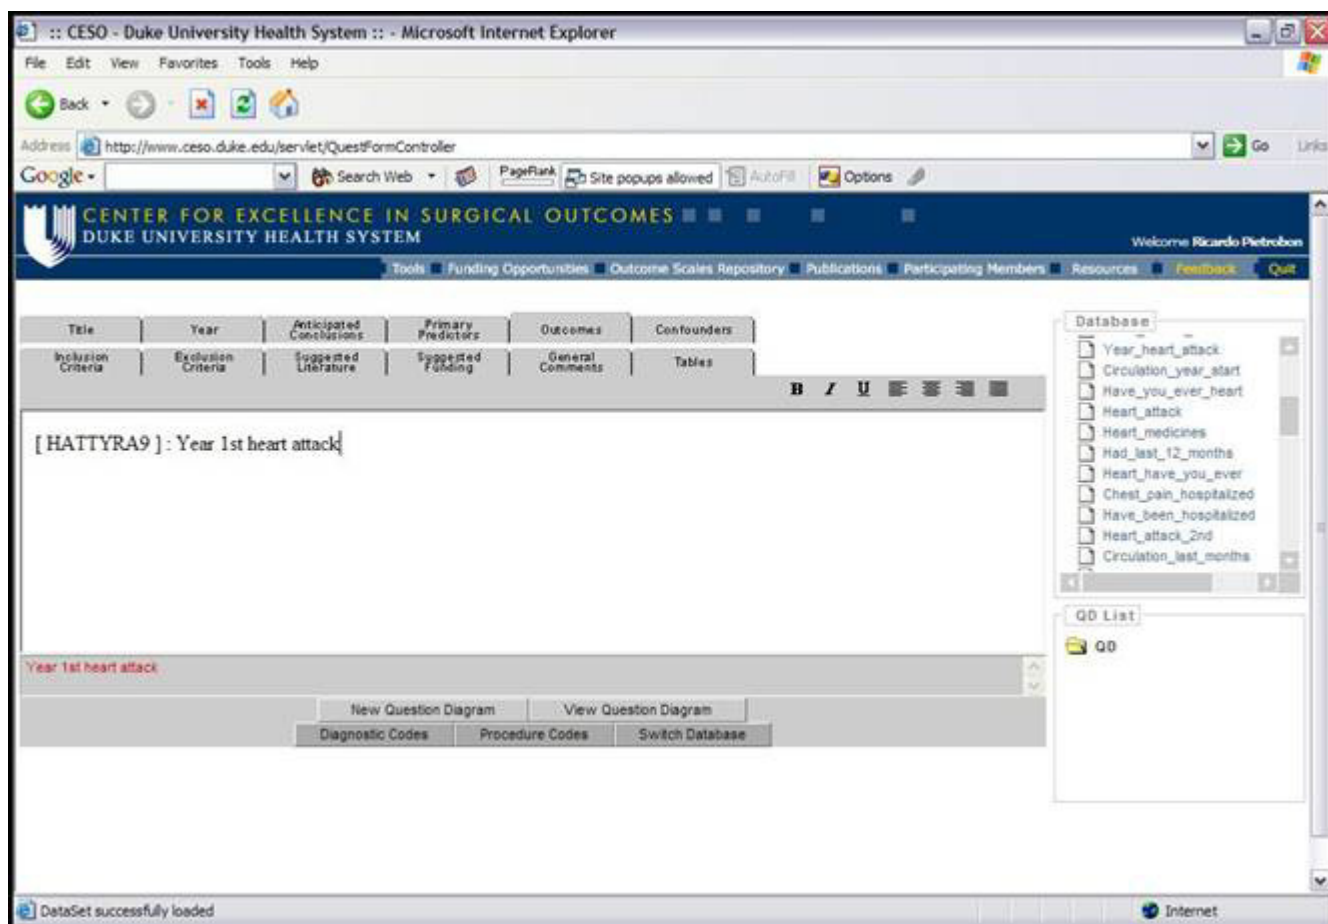 :: CESO - Duke University Health System :: - Microsoft Internet Explorer
File Edit View Favorites Tools Help
Back
Address http://www.ceso.duke.edu/servlet/QuestFormController Go Links
Google Search Web PageRank Site popups allowed AutoFill Options
CENTER FOR EXCELLENCE IN SURGICAL OUTCOMES
DUKE UNIVERSITY HEALTH SYSTEM
Welcome Ricardo Pietrobon
Tools Funding Opportunities Outcome Scales Repository Publications Participating Members Resources Feedback Quit
Title Year Anticipated Conclusions Primary Predictors Outcomes Confounders
Inclusion Criteria Exclusion Criteria Suggested Literature Suggested Funding General Comments Tables
B I U
[ HATTYRA9 ] : Year 1st heart attack
Year 1st heart attack
New Question Diagram View Question Diagram
Diagnostic Codes Procedure Codes Switch Database
Database
Year_heart_attack
Circulation_year_start
Have_you_ever_heart
Heart_attack
Heart_medicines
Had_last_12_months
Heart_have_you_ever
Chest_pain_hospitalized
Have_been_hospitalized
Heart_attack_2nd
Circulation_last_months
QD List
QD
DataSet successfully loaded
Internet